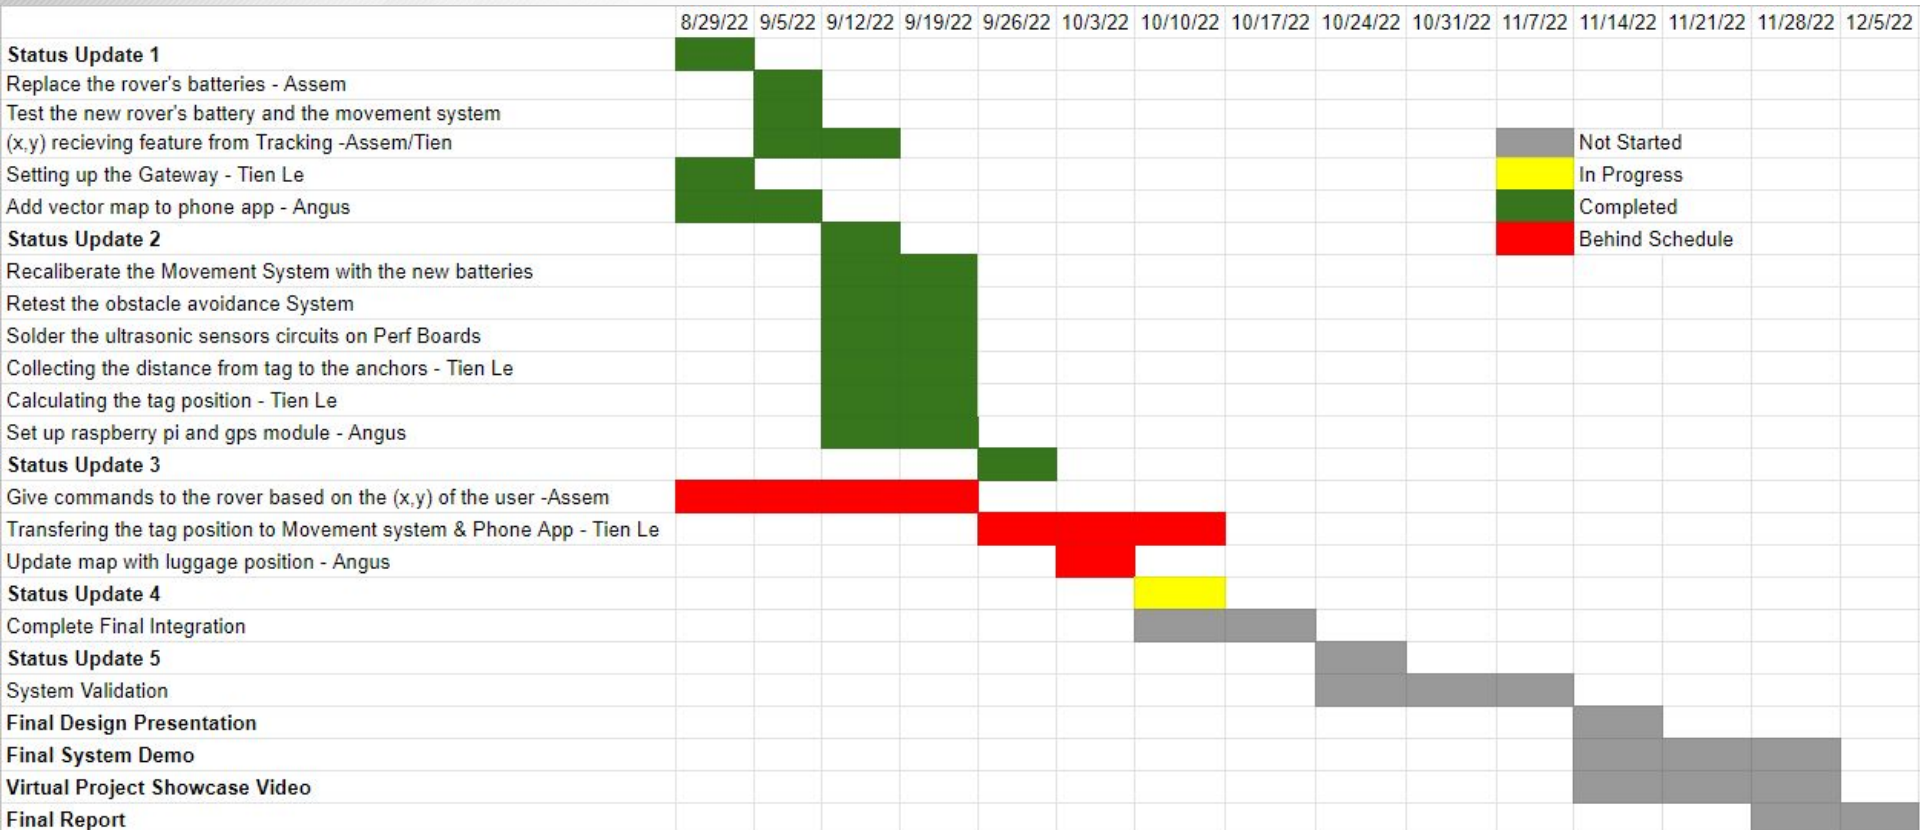 8/29/22 9/5/22 9/12/22 9/19/22 9/26/22 10/3/22 10/10/22 10/17/22 10/24/22 10/31/22 11/7/22 11/14/22 11/21/22 11/28/22 12/5/22
Status Update 1
Replace the rover's batteries - Assem
Test the new rover's battery and the movement system
(x,y) recieving feature from Tracking -Assem/Tien
Not Started
Setting up the Gateway - Tien Le
In Progress
Add vector map to phone app - Angus
Completed
Status Update 2
Behind Schedule
Recaliberate the Movement System with the new batteries
Retest the obstacle avoidance System
Solder the ultrasonic sensors circuits on Perf Boards
Collecting the distance from tag to the anchors - Tien Le
Calculating the tag position - Tien Le
Set up raspberry pi and gps module - Angus
Status Update 3
Give commands to the rover based on the (x,y) of the user -Assem
Transfering the tag position to Movement system & Phone App - Tien Le
Update map with luggage position - Angus
Status Update 4
Complete Final Integration
Status Update 5
System Validation
Final Design Presentation
Final System Demo
Virtual Project Showcase Video
Final Report